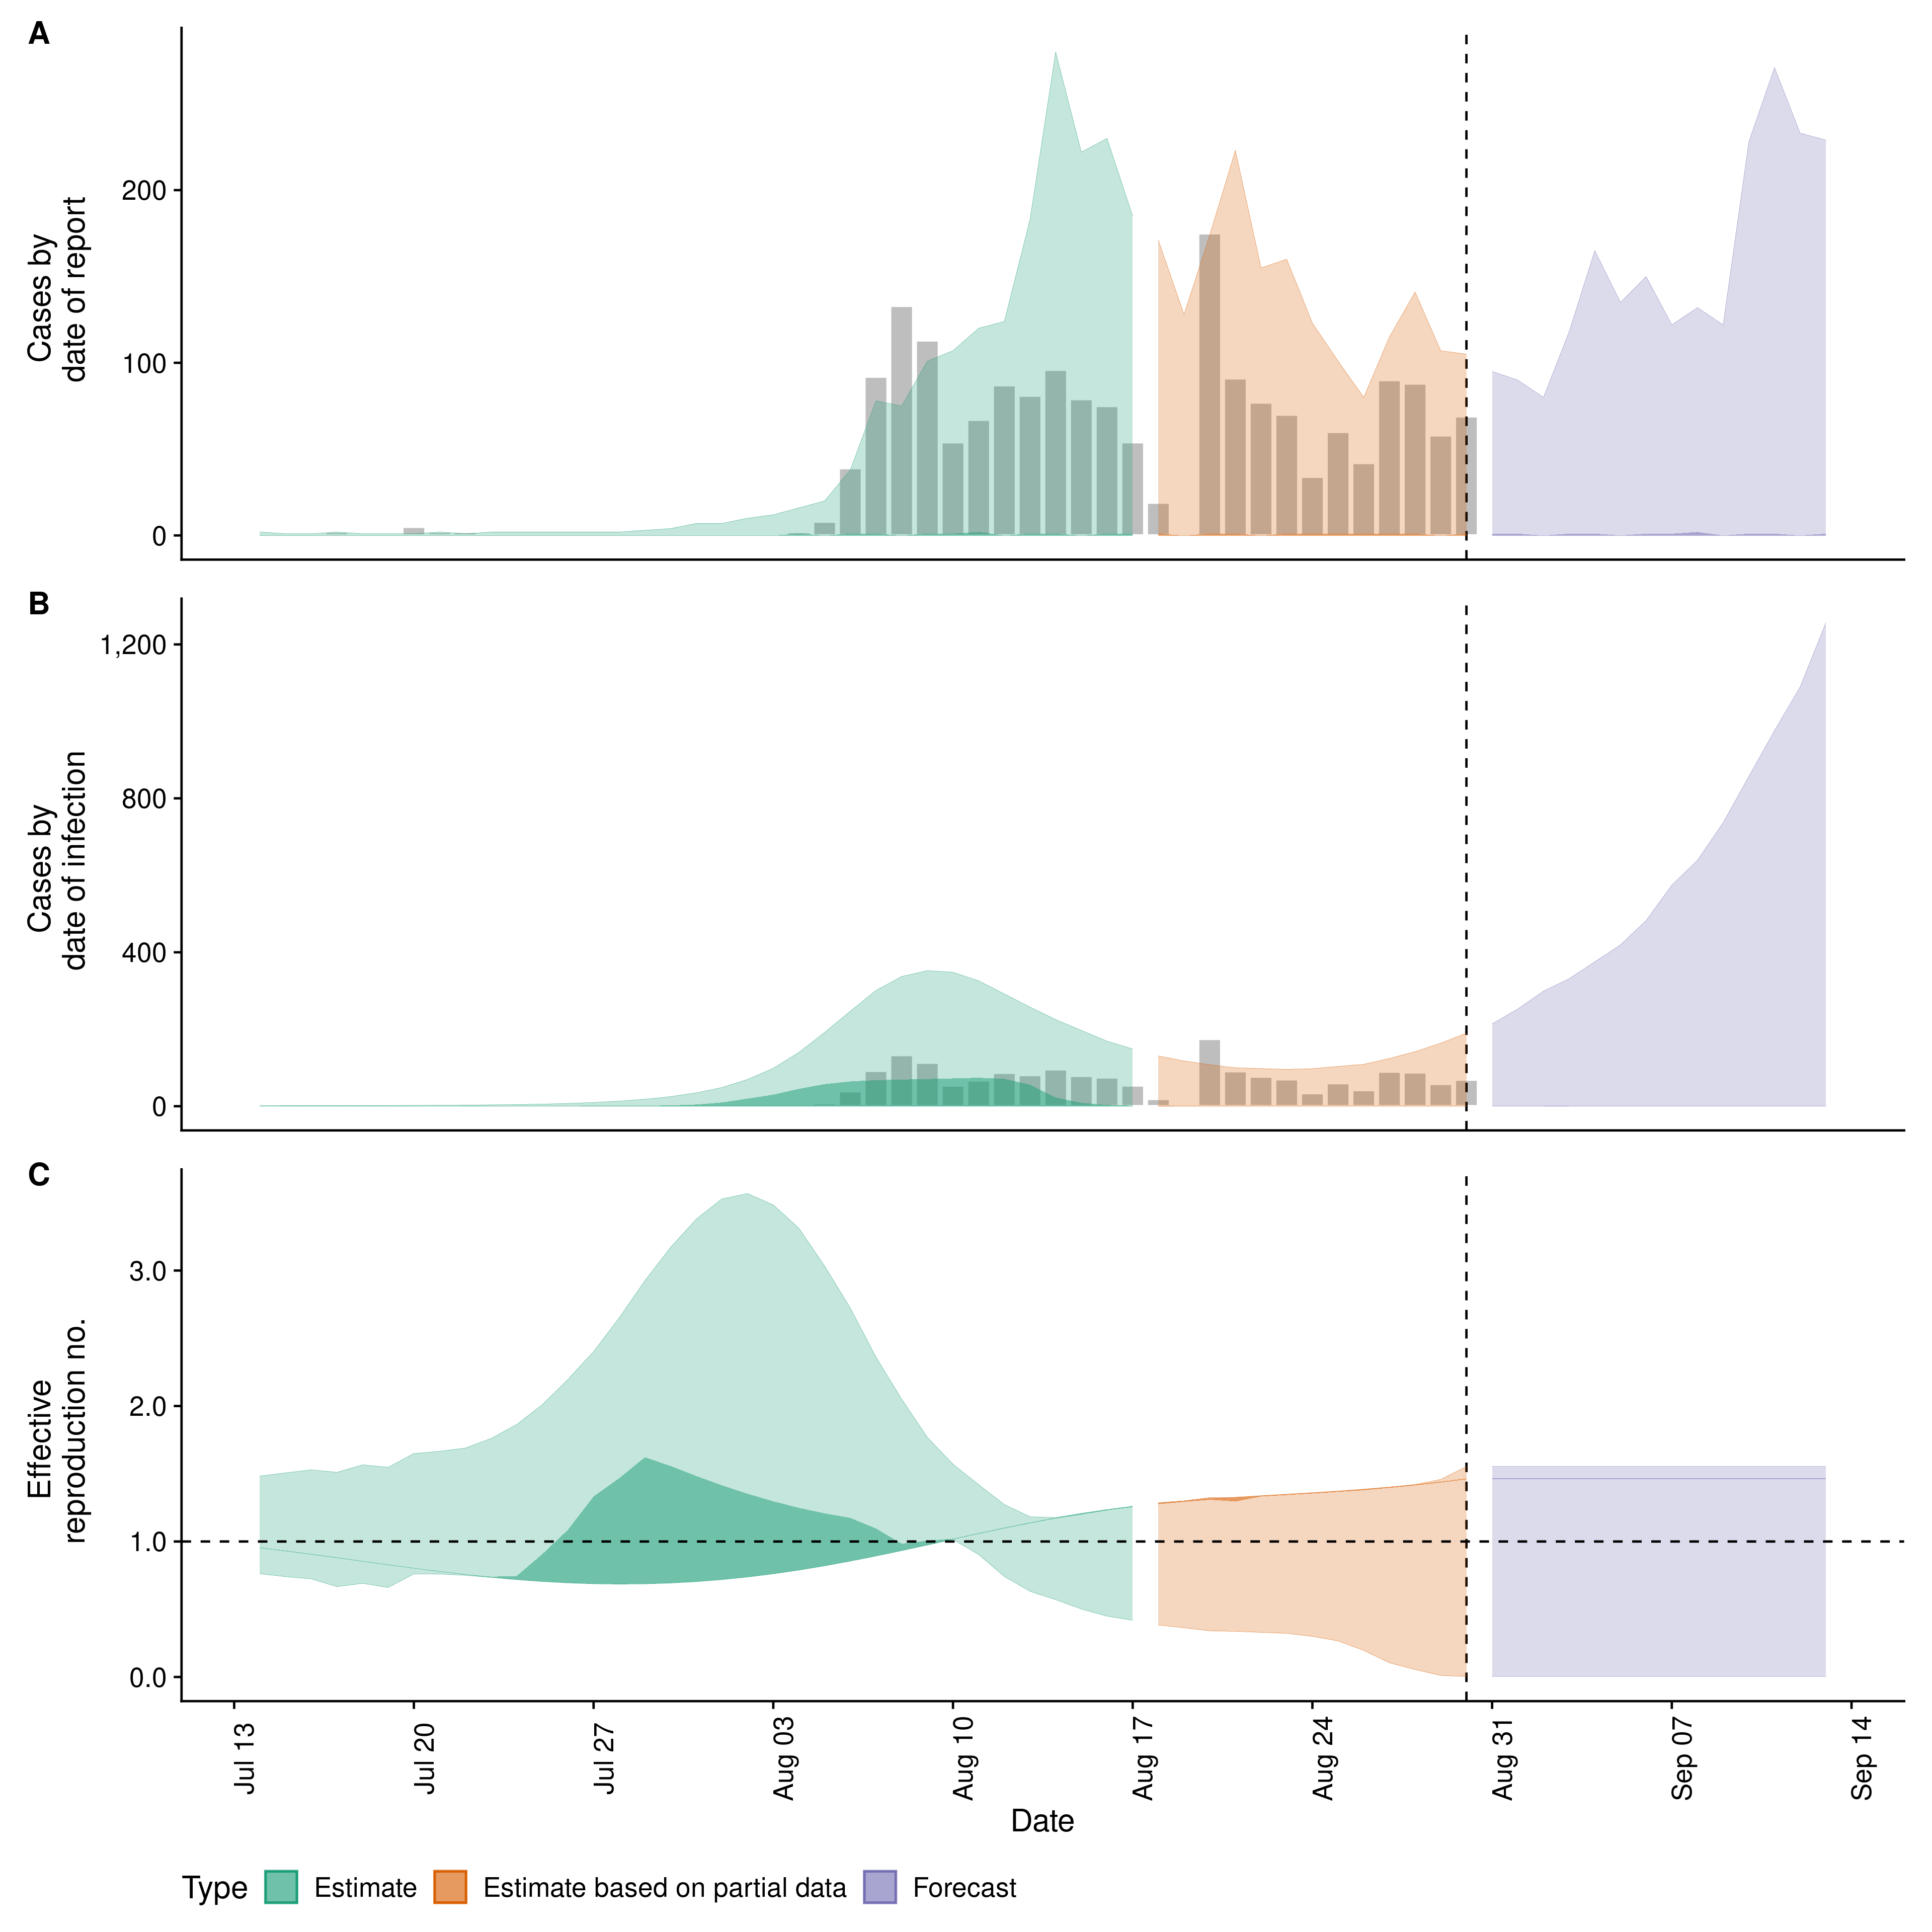 A
Cases by
date of report
200
100
0
B
Cases by
date of infection
1,200
800
400
0
C
Effective
reproduction no.
3.0
2.0
1.0
0.0
Jul 13
Jul 20
Jul 27
Aug 03
Aug 10
Aug 17
Aug 24
Aug 31
Sep 07
Sep 14
Date
Type Estimate Estimate based on partial data Forecast